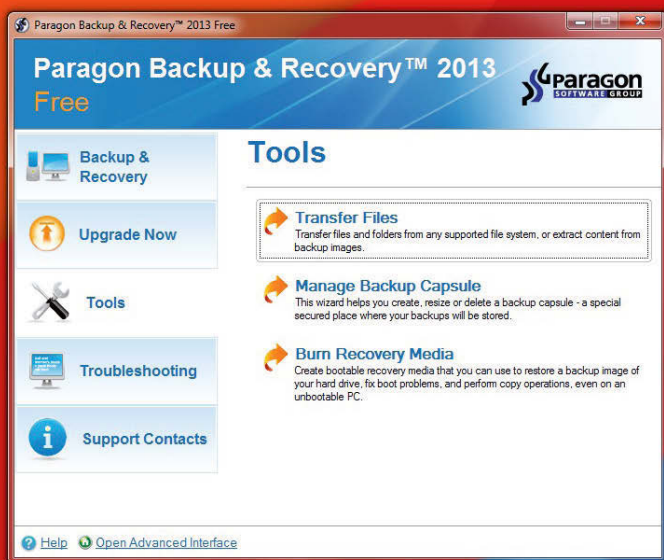 Paragon Backup & Recovery™ 2013 Free
Paragon Backup & Recovery™ 2013
Free
Paragon
SOFTWARE GROUP
Backup &
Recovery
Upgrade Now
Tools
Troubleshooting
Support Contacts
Tools
Transfer Files
Transfer files and folders from any supported file system, or extract content from
backup images.
Manage Backup Capsule
This wizard helps you create, resize or delete a backup capsule - a special
secured place where your backups will be stored.
Burn Recovery Media
Create bootable recovery media that you can use to restore a backup image of
your hard drive, fix boot problems, and perform copy operations, even on an
unbootable PC.
Help
Open Advanced Interface